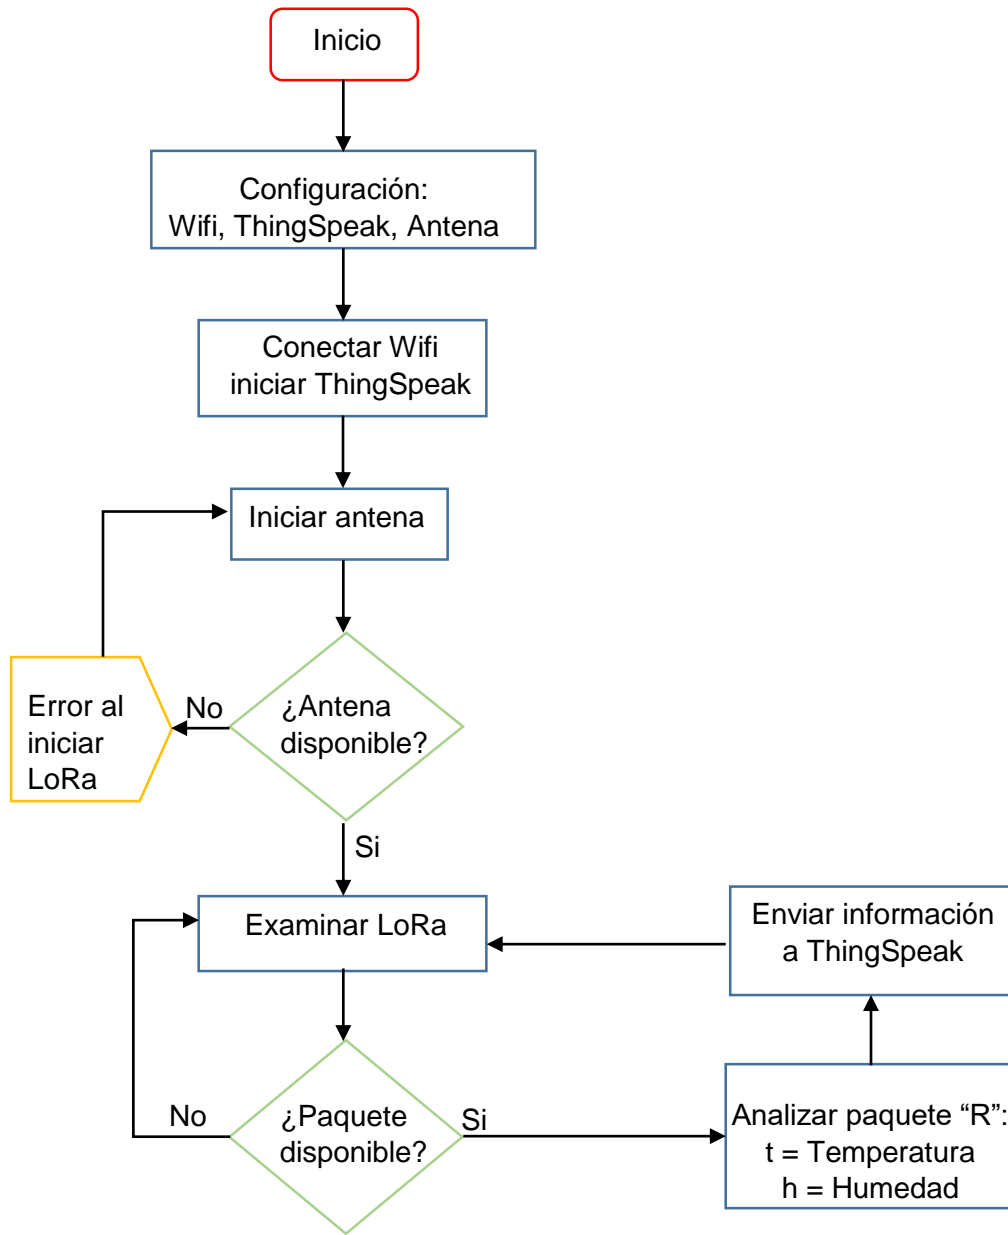 Inicio
Configuración:
Wifi, ThingSpeak, Antena
Conectar Wifi
iniciar ThingSpeak
Iniciar antena
¿Antena
disponible?
No
Error al
iniciar
LoRa
Si
Examinar LoRa
Enviar información
a ThingSpeak
¿Paquete
disponible?
No
Si
Analizar paquete “R”:
t = Temperatura
h = Humedad